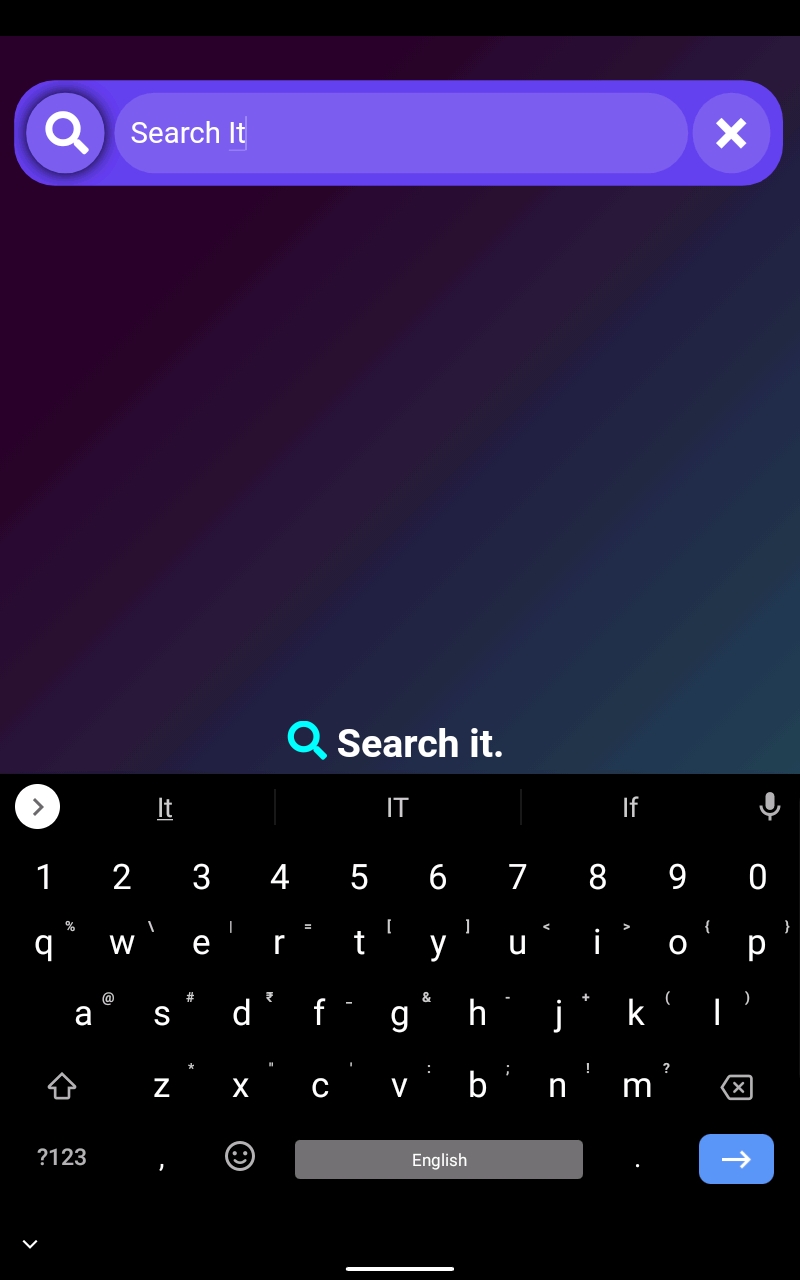 Search It
Search it.
It IT If
1 2 3 4 5 6 7 8 9 0
q % w \ e | r = t [ y ] u < i > o { p }
a @ s # d ₹ f _ g & h - j + k ( l )
z * x " c ' v : b ; n ! m ?
?123 , English .